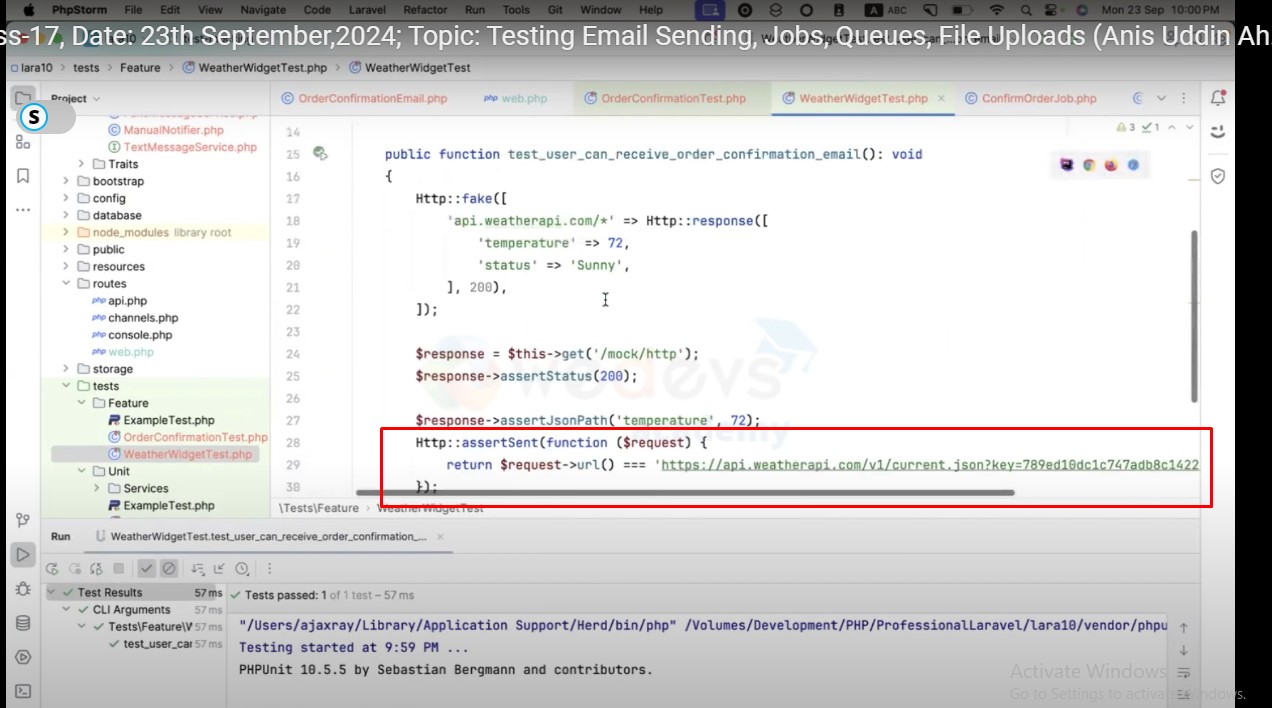 PhpStorm File Edit View Navigate Code Laravel Refactor Run Tools Git Window Help ABC Mon 23 Sep 10:00 PM
ss-17, Date: 23th September,2024; Topic: Testing Email Sending, Jobs, Queues, File Uploads (Anis Uddin Ah
lara10 tests Feature WeatherWidgetTest.php WeatherWidgetTest
Project OrderConfirmationEmail.php web.php OrderConfirmationTest.php WeatherWidgetTest.php ConfirmOrderJob.php
S
ManualNotifier.php
TextMessageService.php
Traits
bootstrap
config
database
node_modules library root
public
resources
routes
api.php
channels.php
console.php
web.php
storage
tests
Feature
ExampleTest.php
OrderConfirmationTest.php
WeatherWidgetTest.php
Unit
Services
ExampleTest.php
3 1
14
15 public function test_user_can_receive_order_confirmation_email(): void
16 {
17 Http::fake([
18 'api.weatherapi.com/*' => Http::response([
19 'temperature' => 72,
20 'status' => 'Sunny',
21 ], 200),
22 ]);
23
24 $response = $this->get('/mock/http');
25 $response->assertStatus(200);
26
27 $response->assertJsonPath('temperature', 72);
28 Http::assertSent(function ($request) {
29 return $request->url() === 'https://api.weatherapi.com/v1/current.json?key=789ed10dc1c747adb8c1422
30 });
\Tests\Feature WeatherWidgetTest
Run WeatherWidgetTest.test_user_can_receive_order_confirmation_...
Test Results 57 ms
CLI Arguments 57 ms
Tests\Feature\W 57 ms
test_user_car 57 ms
Tests passed: 1 of 1 test – 57 ms
"/Users/ajaxray/Library/Application Support/Herd/bin/php" /Volumes/Development/PHP/ProfessionalLaravel/lara10/vendor/phpu
Testing started at 9:59 PM ...
PHPUnit 10.5.5 by Sebastian Bergmann and contributors.
Activate Windows
Go to Settings to activate Windows.